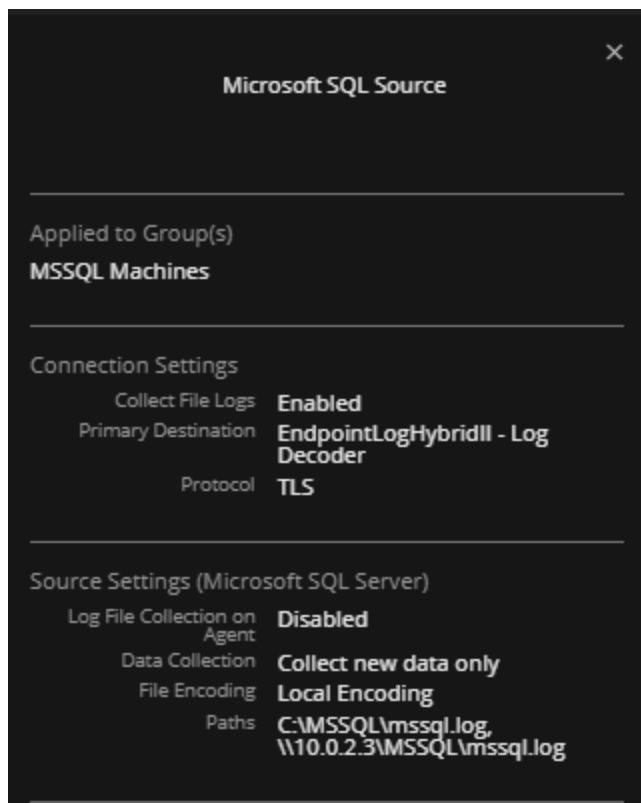 Microsoft SQL Source
Applied to Group(s)
MSSQL Machines
Connection Settings
Collect File Logs Enabled
Primary Destination EndpointLogHybridII - Log
Decoder
Protocol TLS
Source Settings (Microsoft SQL Server)
Log File Collection on
Agent Disabled
Data Collection Collect new data only
File Encoding Local Encoding
Paths C:\MSSQL\mssql.log,
\\10.0.2.3\MSSQL\mssql.log